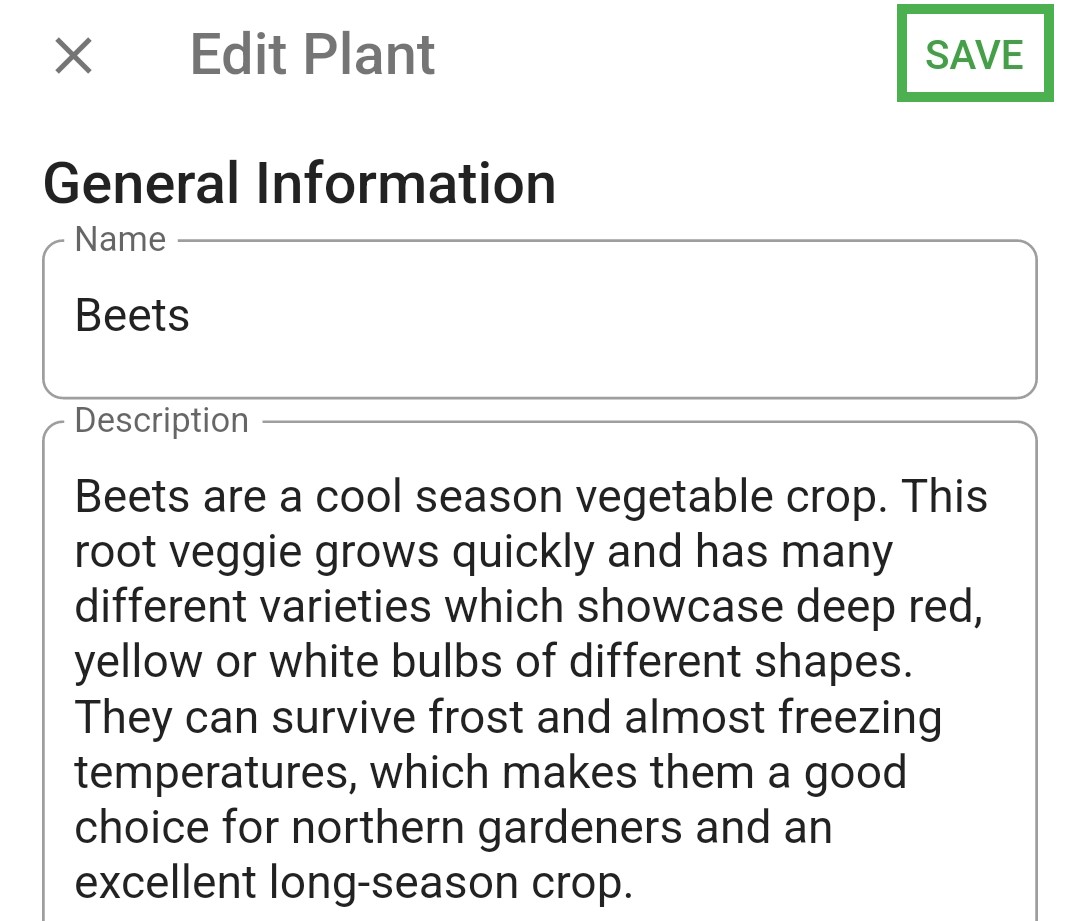 Edit Plant
SAVE
General Information
Name
Beets
Description
Beets are a cool season vegetable crop. This
root veggie grows quickly and has many
different varieties which showcase deep red,
yellow or white bulbs of different shapes.
They can survive frost and almost freezing
temperatures, which makes them a good
choice for northern gardeners and an
excellent long-season crop.